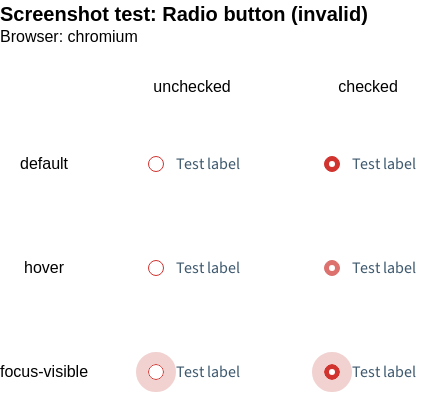 Screenshot test: Radio button (invalid)
Browser: chromium
unchecked checked
default Test label Test label
hover Test label Test label
focus-visible Test label Test label